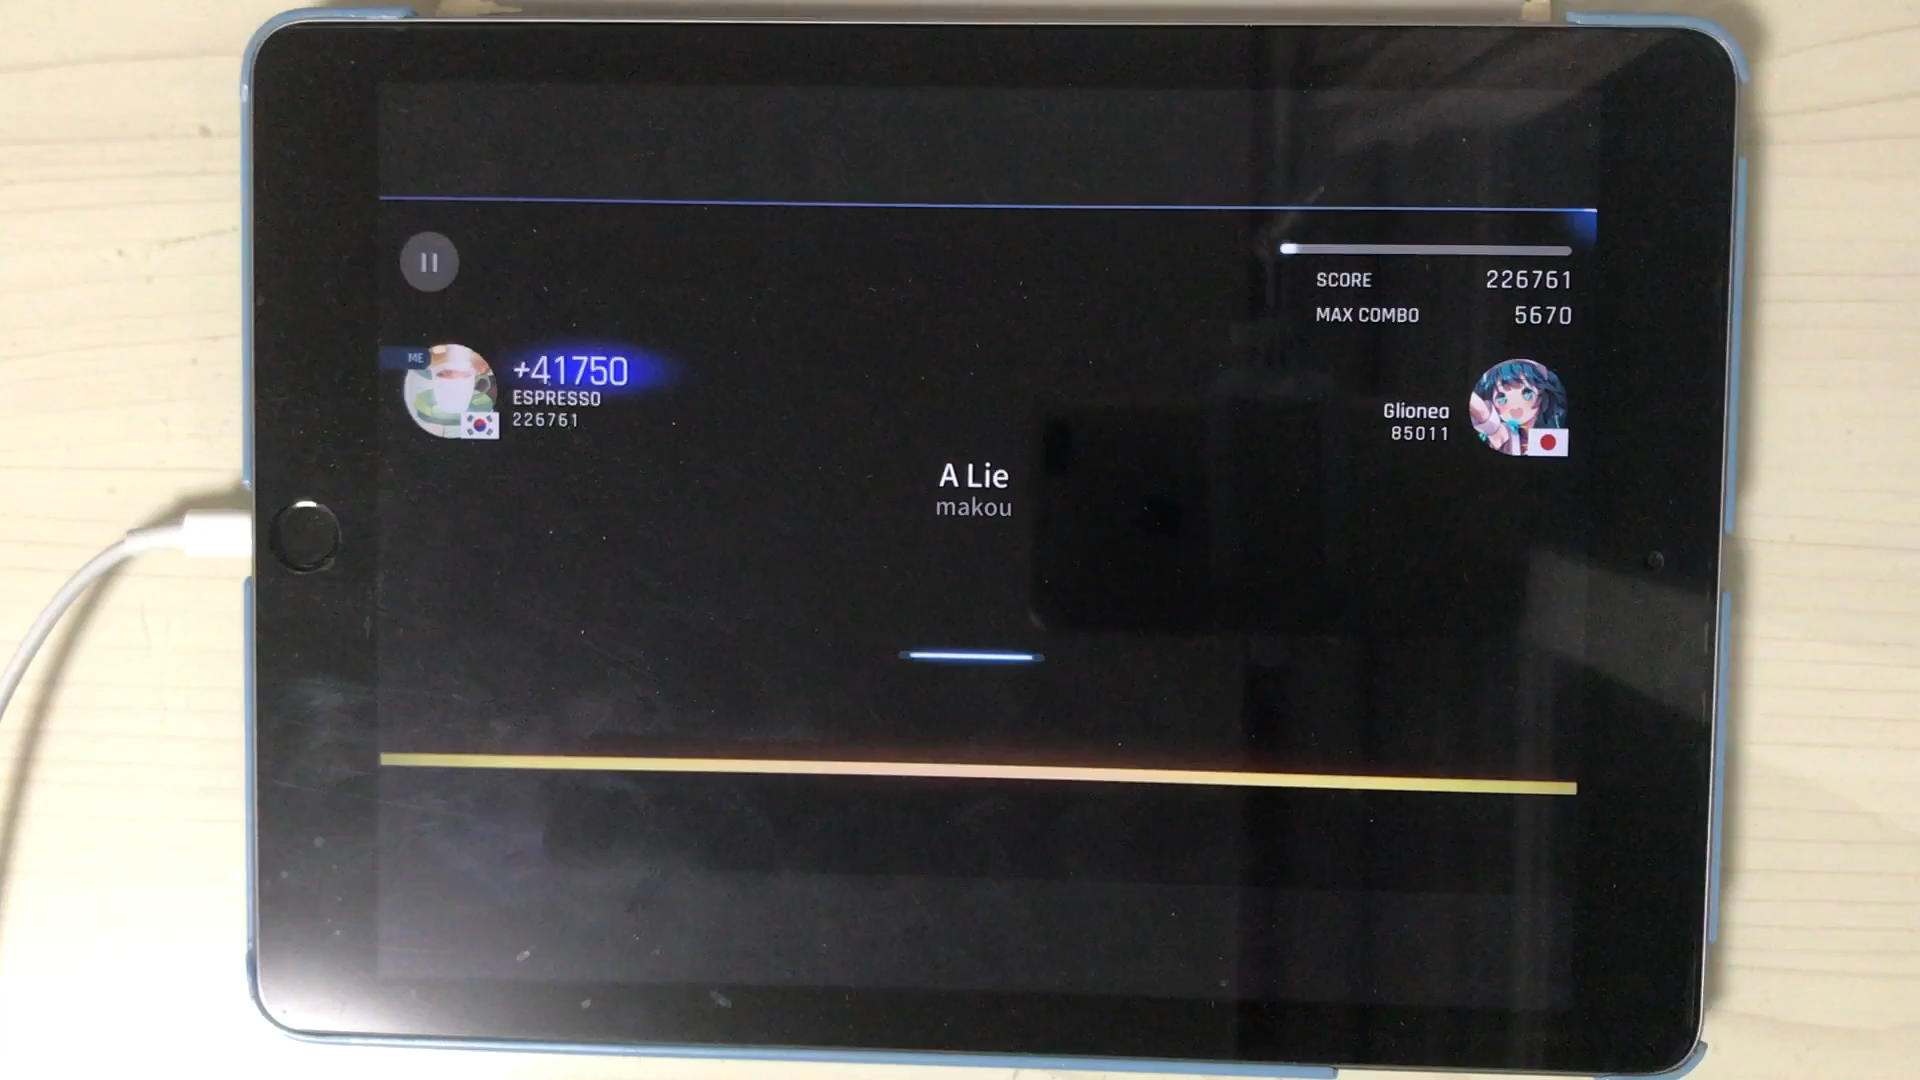 SCORE 226761
MAX COMBO 5670
ME
+41750
ESPRESSO
226761
Glionea
85011
A Lie
makou